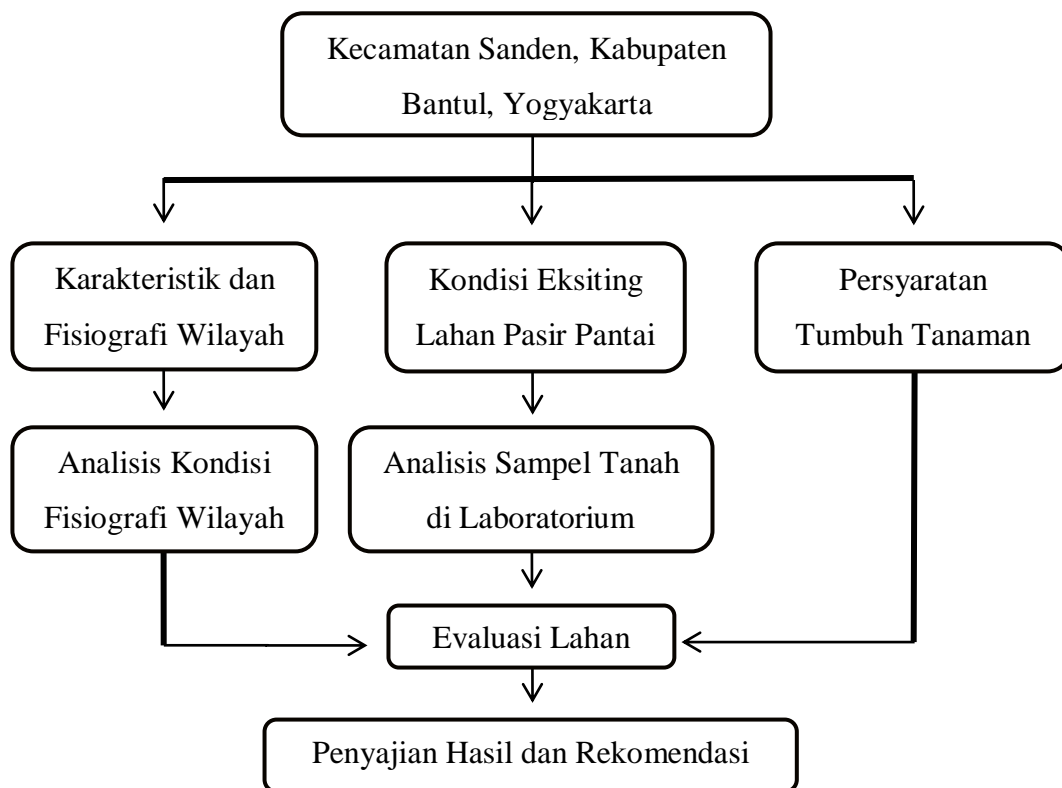 Kecamatan Sanden, Kabupaten
Bantul, Yogyakarta
Karakteristik dan
Fisiografi Wilayah
Kondisi Eksiting
Lahan Pasir Pantai
Persyaratan
Tumbuh Tanaman
Analisis Kondisi
Fisiografi Wilayah
Analisis Sampel Tanah
di Laboratorium
Evaluasi Lahan
Penyajian Hasil dan Rekomendasi